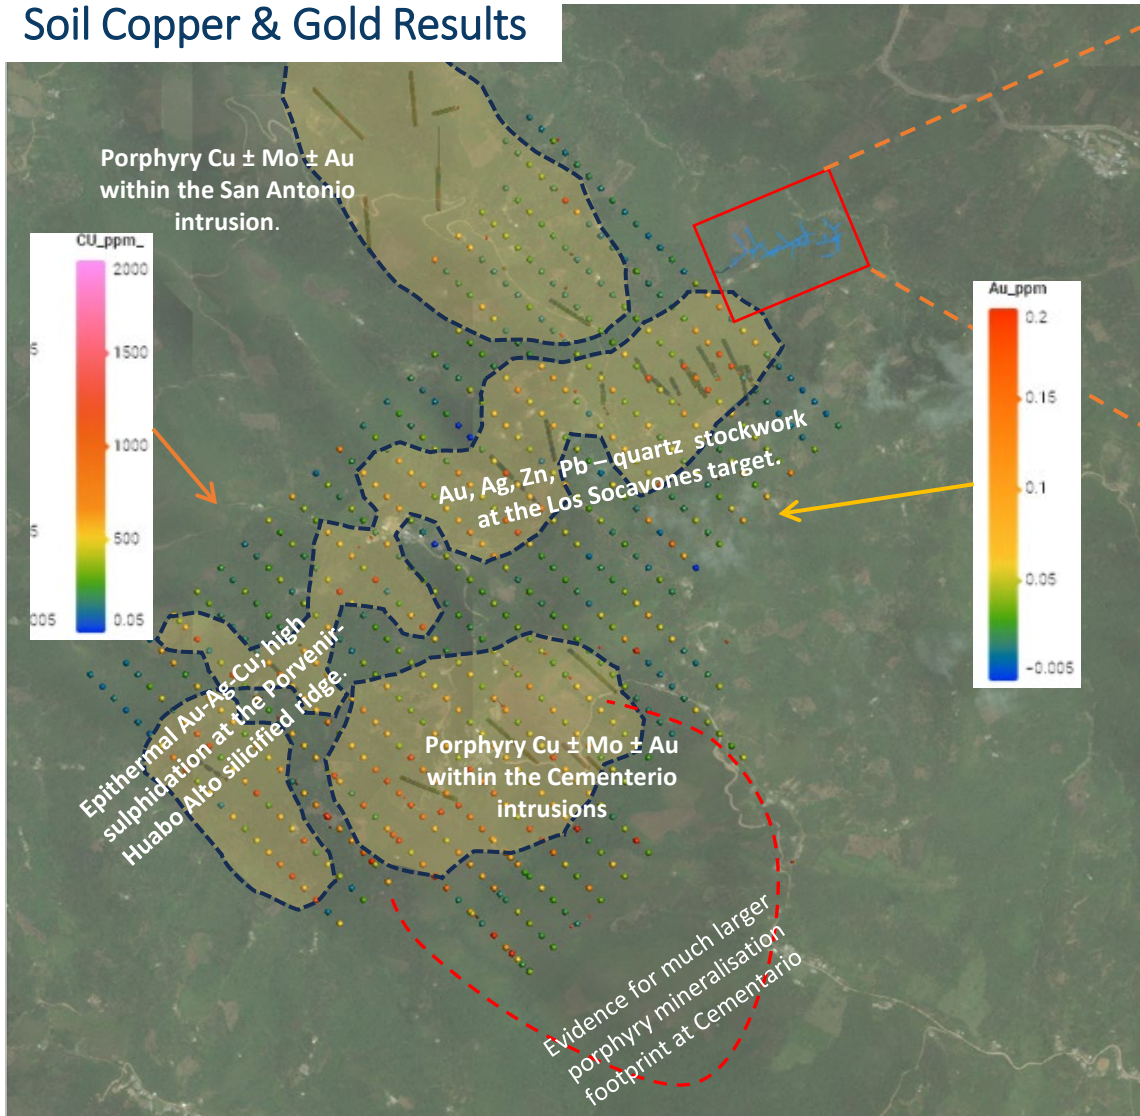 Soil Copper & Gold Results
Porphyry Cu ± Mo ± Au
within the San Antonio
intrusion.
CU_ppm_
2000
1500
1000
500
0.05
5
5
005
Au_ppm
0.2
0.15
0.1
0.05
-0.005
Au, Ag, Zn, Pb – quartz stockwork
at the Los Socavones target.
Epithermal Au-Ag-Cu; high
sulphidation at the Porvenir-
Huabo Alto silicified ridge.
Porphyry Cu ± Mo ± Au
within the Cementerio
intrusions
Evidence for much larger
porphyry mineralisation
footprint at Cementario